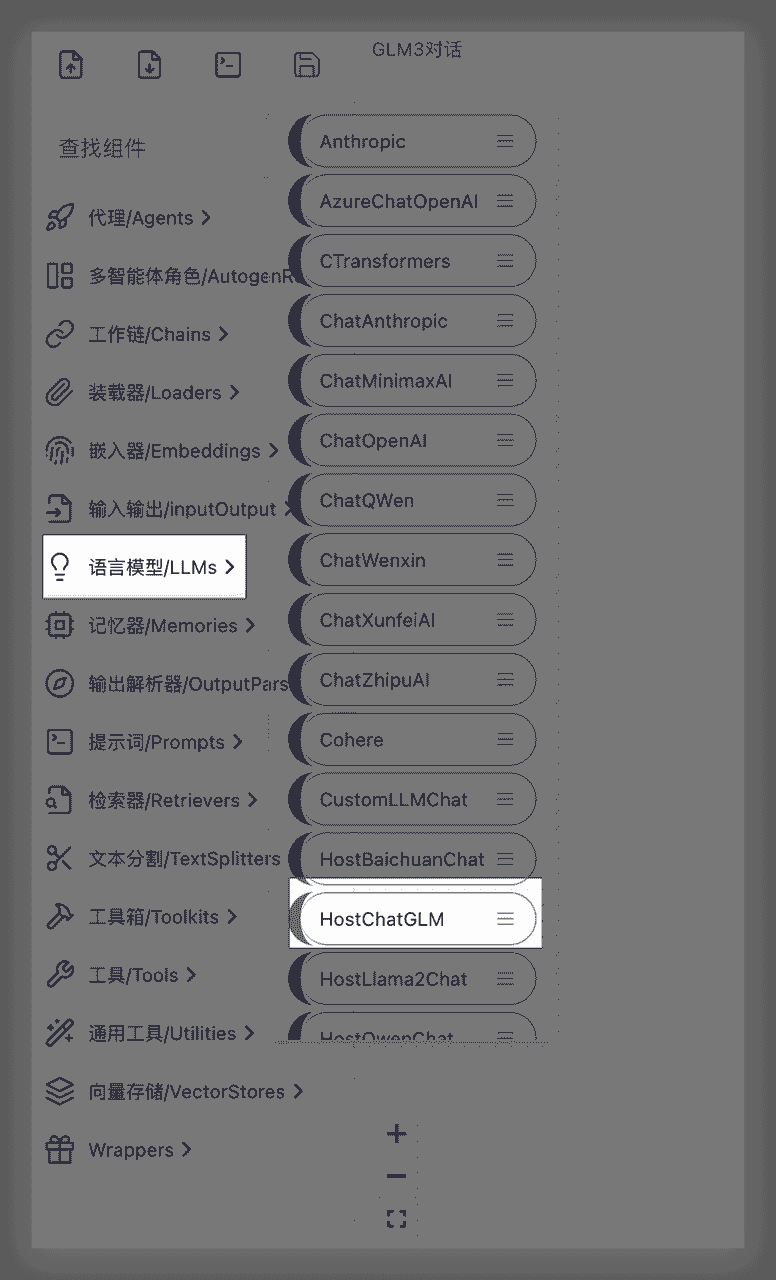 GLM3对话
查找组件
代理/Agents
多智能体角色/AutogenR
工作链/Chains
装载器/Loaders
嵌入器/Embeddings
输入输出/inputOutput
语言模型/LLMs
记忆器/Memories
输出解析器/OutputPars
提示词/Prompts
检索器/Retrievers
文本分割/TextSplitters
工具箱/Toolkits
工具/Tools
通用工具/Utilities
向量存储/VectorStores
Wrappers
Anthropic
AzureChatOpenAI
CTransformers
ChatAnthropic
ChatMinimaxAI
ChatOpenAI
ChatQWen
ChatWenxin
ChatXunfeiAI
ChatZhipuAI
Cohere
CustomLLMChat
HostBaichuanChat
HostChatGLM
HostLlama2Chat
HostQwenChat